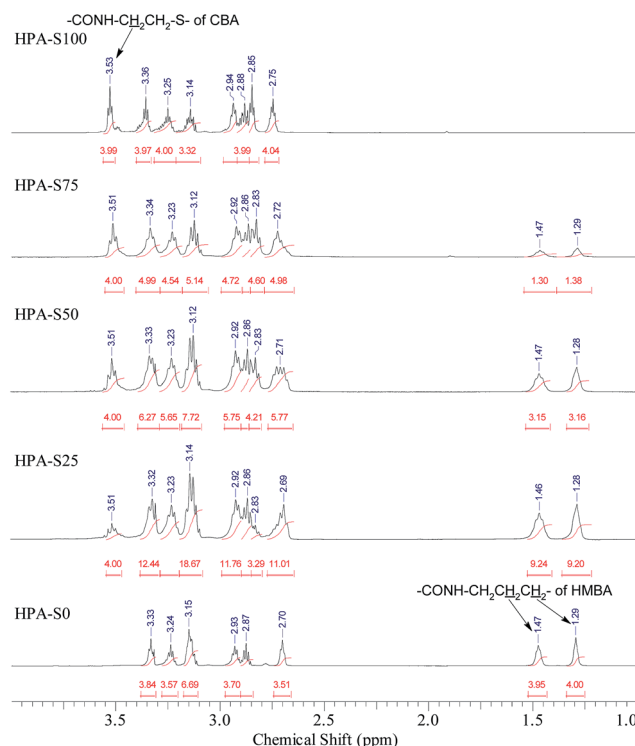 -CONH-CH2CH2-S- of CBA
HPA-S100
3.53 3.36 3.25 3.14 2.94 2.88 2.85 2.75
3.99 3.97 4.00 3.32 3.99 4.04
HPA-S75
3.51 3.34 3.23 3.12 2.92 2.86 2.83 2.72 1.47 1.29
4.00 4.99 4.54 5.14 4.72 4.60 4.98 1.30 1.38
HPA-S50
3.51 3.33 3.23 3.12 2.92 2.86 2.83 2.71 1.47 1.28
4.00 6.27 5.65 7.72 5.75 4.21 5.77 3.15 3.16
HPA-S25
3.51 3.32 3.23 3.14 2.92 2.86 2.83 2.69 1.46 1.28
4.00 12.44 18.67 11.76 3.29 11.01 9.24 9.20
-CONH-CH2CH2CH2- of HMBA
HPA-S0
3.33 3.24 3.15 2.93 2.87 2.70 1.47 1.29
3.84 3.57 6.69 3.70 3.51 3.95 4.00
3.5 3.0 2.5 2.0 1.5 1.0
Chemical Shift (ppm)